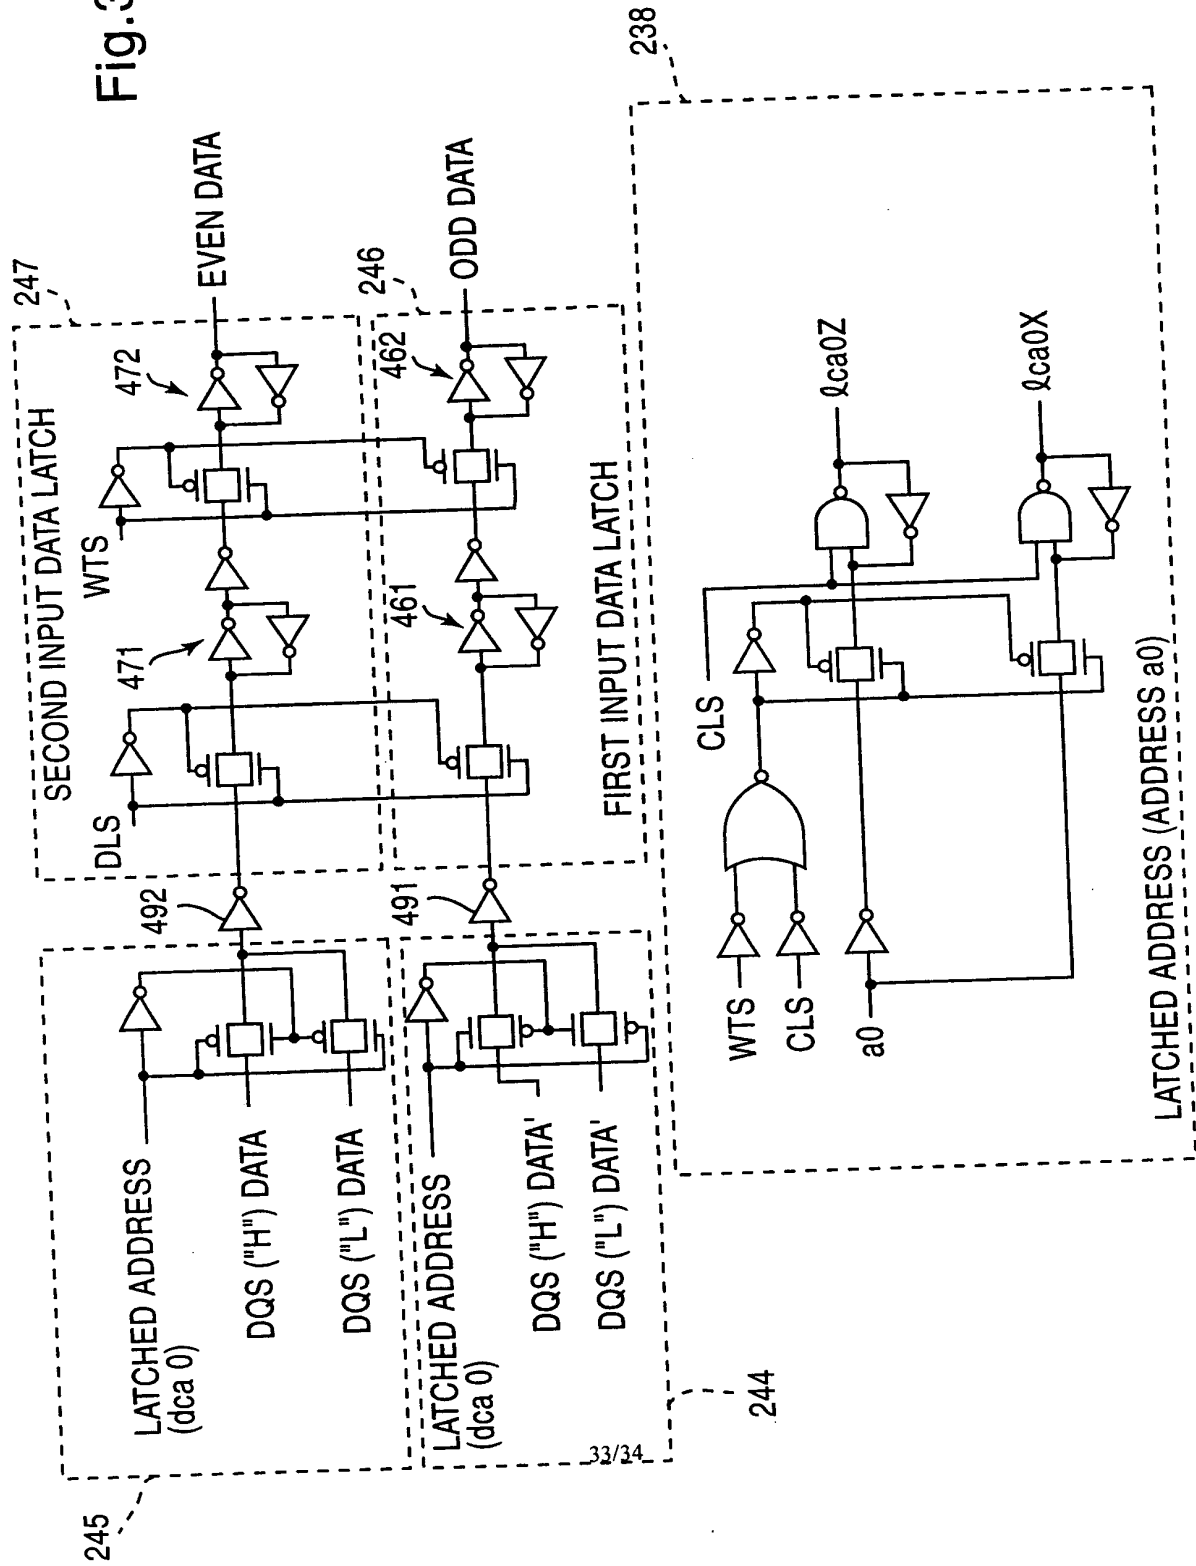 Fig.3
247
SECOND INPUT DATA LATCH
WTS
472
EVEN DATA
DLS
471
492
LATCHED ADDRESS
(dca 0)
DQS ("H") DATA
DQS ("L") DATA
245
246
462
ODD DATA
461
FIRST INPUT DATA LATCH
491
LATCHED ADDRESS
(dca 0)
DQS ("H") DATA'
DQS ("L") DATA'
244
33/34
238
CLS
ℓca0Z
ℓca0X
WTS
CLS
a0
LATCHED ADDRESS (ADDRESS a0)